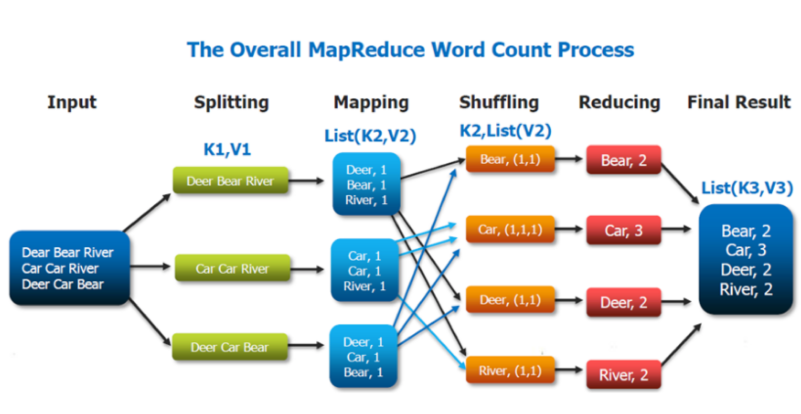 The Overall MapReduce Word Count Process
Input
Splitting
Mapping
Shuffling
Reducing
Final Result
K1,V1
List(K2,V2)
K2,List(V2)
List(K3,V3)
Dear Bear River
Car Car River
Deer Car Bear
Deer Bear River
Car Car River
Deer Car Bear
Deer, 1
Bear, 1
River, 1
Car, 1
Car, 1
River, 1
Deer, 1
Car, 1
Bear, 1
Bear, (1,1)
Car, (1,1,1)
Deer, (1,1)
River, (1,1)
Bear, 2
Car, 3
Deer, 2
River, 2
Bear, 2
Car, 3
Deer, 2
River, 2